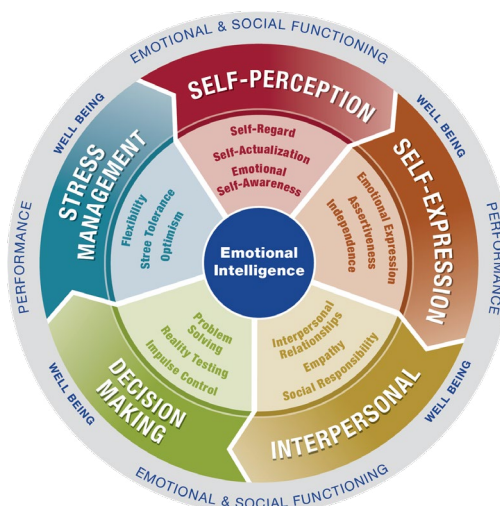 EMOTIONAL & SOCIAL FUNCTIONING
WELL BEING
PERFORMANCE
WELL BEING
EMOTIONAL & SOCIAL FUNCTIONING
WELL BEING
PERFORMANCE
WELL BEING
SELF-PERCEPTION
Self-Regard
Self-Actualization
Emotional
Self-Awareness
SELF-EXPRESSION
Emotional Expression
Assertiveness
Independence
INTERPERSONAL
Interpersonal
Relationships
Empathy
Social Responsibility
DECISION
MAKING
Problem
Solving
Reality Testing
Impulse Control
STRESS
MANAGEMENT
Flexibility
Stree Tolerance
Optimism
Emotional
Intelligence